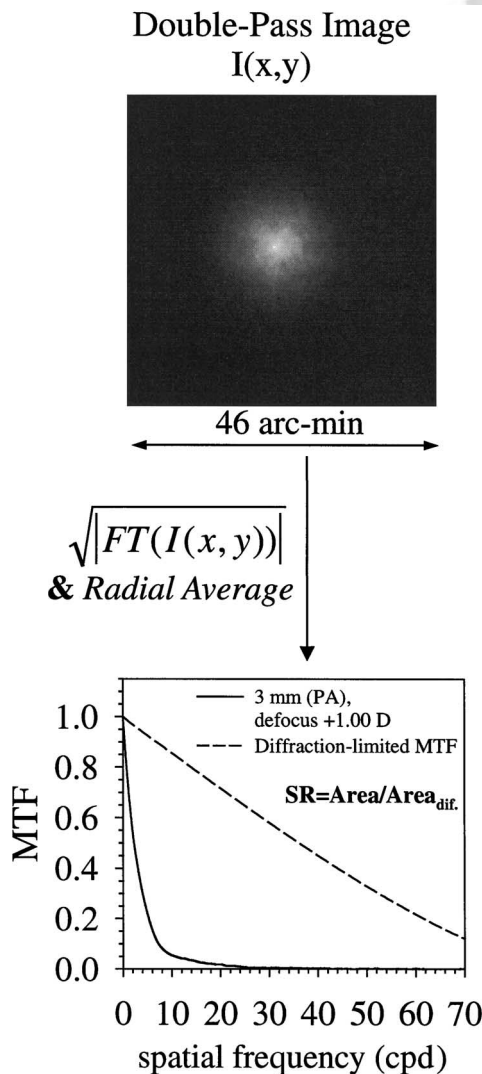 Double-Pass Image
I(x,y)
46 arc-min
√|FT(I(x, y))|
& Radial Average
3 mm (PA),
defocus +1.00 D
Diffraction-limited MTF
SR=Area/Area_dif.
MTF
1.0
0.8
0.6
0.4
0.2
0.0
0 10 20 30 40 50 60 70
spatial frequency (cpd)